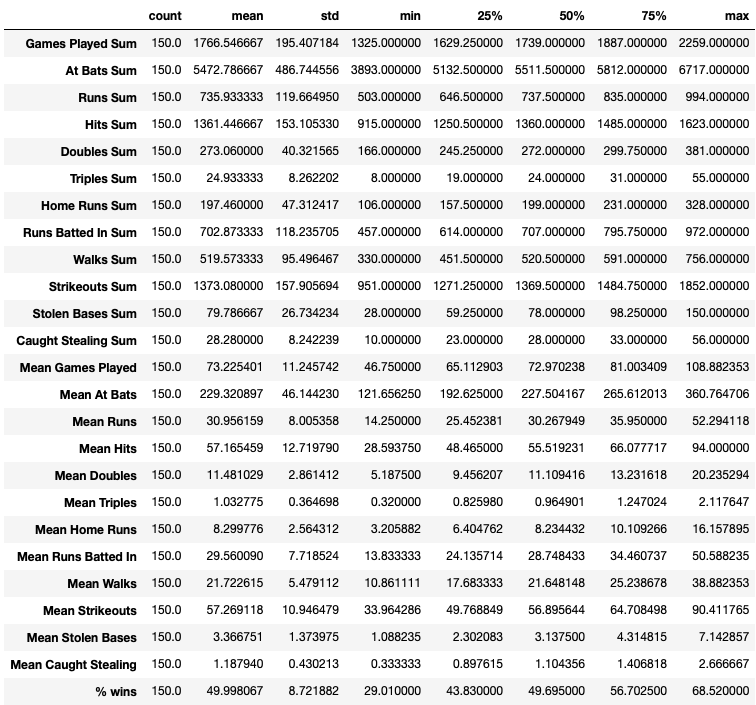 count mean std min 25% 50% 75% max
Games Played Sum 150.0 1766.546667 195.407184 1325.000000 1629.250000 1739.000000 1887.000000 2259.000000
At Bats Sum 150.0 5472.786667 486.744556 3893.000000 5132.500000 5511.500000 5812.000000 6717.000000
Runs Sum 150.0 735.933333 119.664950 503.000000 646.500000 737.500000 835.000000 994.000000
Hits Sum 150.0 1361.446667 153.105330 915.000000 1250.500000 1360.000000 1485.000000 1623.000000
Doubles Sum 150.0 273.060000 40.321565 166.000000 245.250000 272.000000 299.750000 381.000000
Triples Sum 150.0 24.933333 8.262202 8.000000 19.000000 24.000000 31.000000 55.000000
Home Runs Sum 150.0 197.460000 47.312417 106.000000 157.500000 199.000000 231.000000 328.000000
Runs Batted In Sum 150.0 702.873333 118.235705 457.000000 614.000000 707.000000 795.750000 972.000000
Walks Sum 150.0 519.573333 95.496467 330.000000 451.500000 520.500000 591.000000 756.000000
Strikeouts Sum 150.0 1373.080000 157.905694 951.000000 1271.250000 1369.500000 1484.750000 1852.000000
Stolen Bases Sum 150.0 79.786667 26.734234 28.000000 59.250000 78.000000 98.250000 150.000000
Caught Stealing Sum 150.0 28.280000 8.242239 10.000000 23.000000 28.000000 33.000000 56.000000
Mean Games Played 150.0 73.225401 11.245742 46.750000 65.112903 72.970238 81.003409 108.882353
Mean At Bats 150.0 229.320897 46.144230 121.656250 192.625000 227.504167 265.612013 360.764706
Mean Runs 150.0 30.956159 8.005358 14.250000 25.452381 30.267949 35.950000 52.294118
Mean Hits 150.0 57.165459 12.719790 28.593750 48.465000 55.519231 66.077717 94.000000
Mean Doubles 150.0 11.481029 2.861412 5.187500 9.456207 11.109416 13.231618 20.235294
Mean Triples 150.0 1.032775 0.364698 0.320000 0.825980 0.964901 1.247024 2.117647
Mean Home Runs 150.0 8.299776 2.564312 3.205882 6.404762 8.234432 10.109266 16.157895
Mean Runs Batted In 150.0 29.560090 7.718524 13.833333 24.135714 28.748433 34.460737 50.588235
Mean Walks 150.0 21.722615 5.479112 10.861111 17.683333 21.648148 25.238678 38.882353
Mean Strikeouts 150.0 57.269118 10.946479 33.964286 49.768849 56.895644 64.708498 90.411765
Mean Stolen Bases 150.0 3.366751 1.373975 1.088235 2.302083 3.137500 4.314815 7.142857
Mean Caught Stealing 150.0 1.187940 0.430213 0.333333 0.897615 1.104356 1.406818 2.666667
% wins 150.0 49.998067 8.721882 29.010000 43.830000 49.695000 56.702500 68.520000